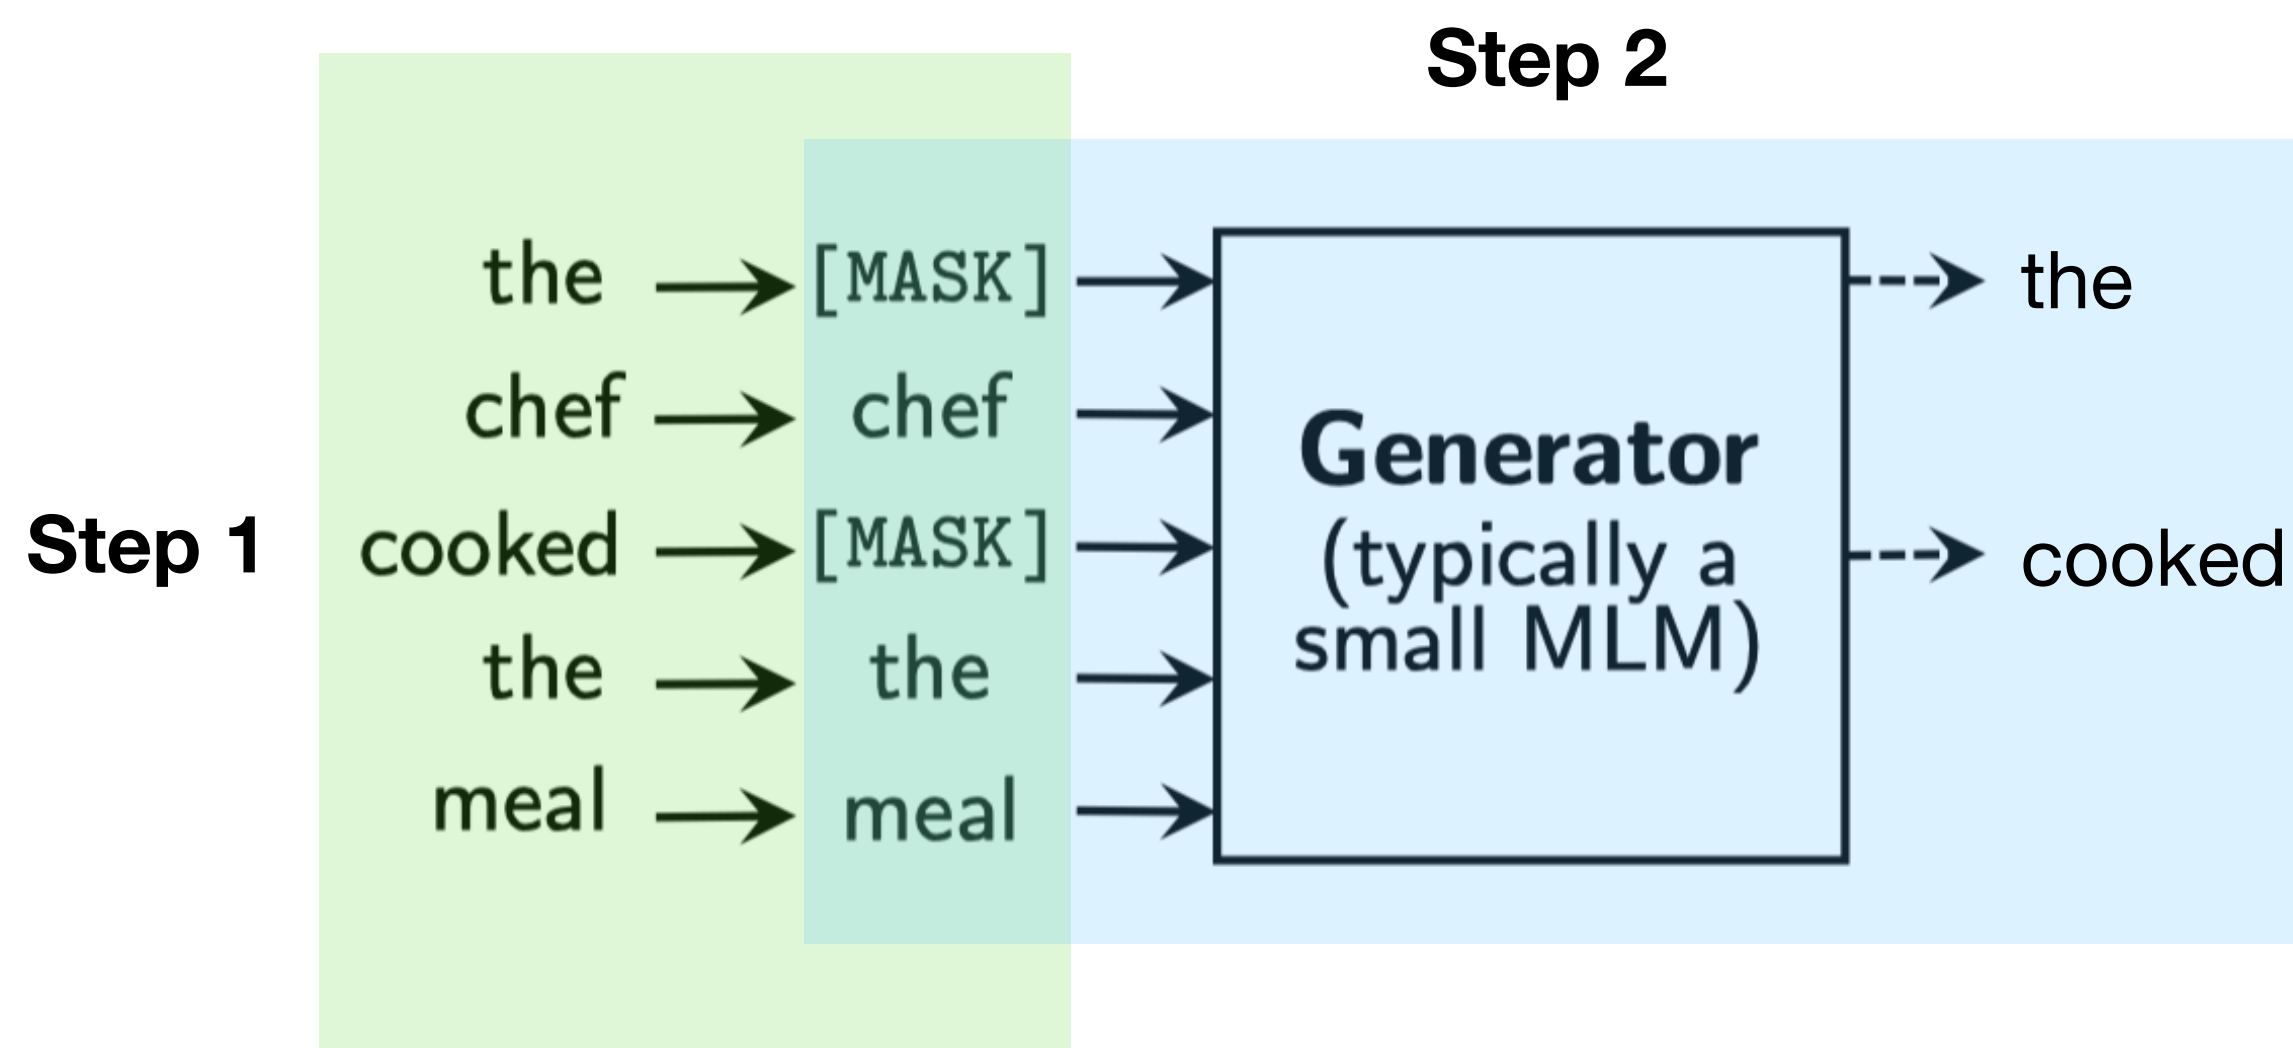 Step 2
the [MASK] the
chef chef
Generator
Step 1 cooked [MASK] (typically a cooked
small MLM)
the the
meal meal